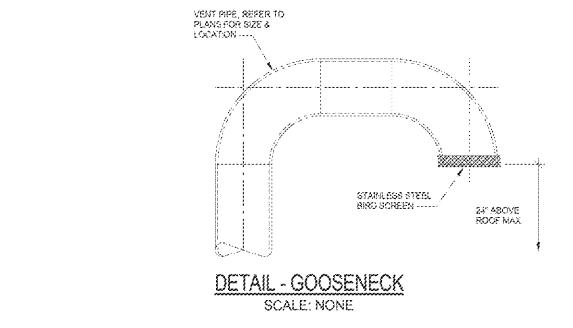 VENT PIPE, REFER TO
PLANS FOR SIZE &
LOCATION
STAINLESS STEEL
BIRD SCREEN
24" ABOVE
ROOF MAX.
DETAIL - GOOSENECK
SCALE: NONE